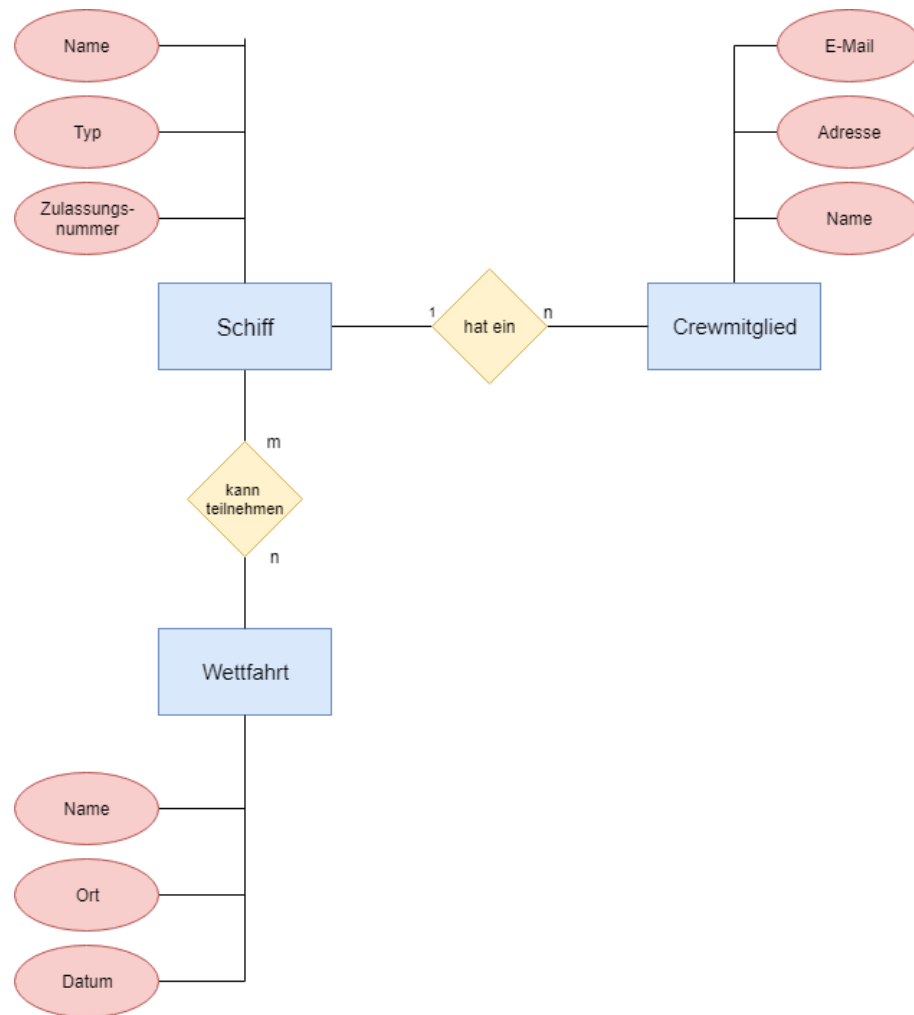 Name
E-Mail
Typ
Adresse
Zulassungs-
nummer
Name
Schiff
1
hat ein
n
Crewmitglied
m
kann
teilnehmen
n
Wettfahrt
Name
Ort
Datum